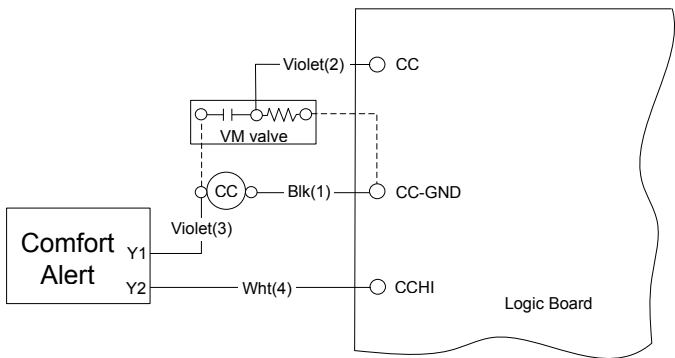 Violet(2)
CC
VM valve
CC
Blk(1)
CC-GND
Violet(3)
Comfort
Alert
Y1
Y2
Wht(4)
CCHI
Logic Board